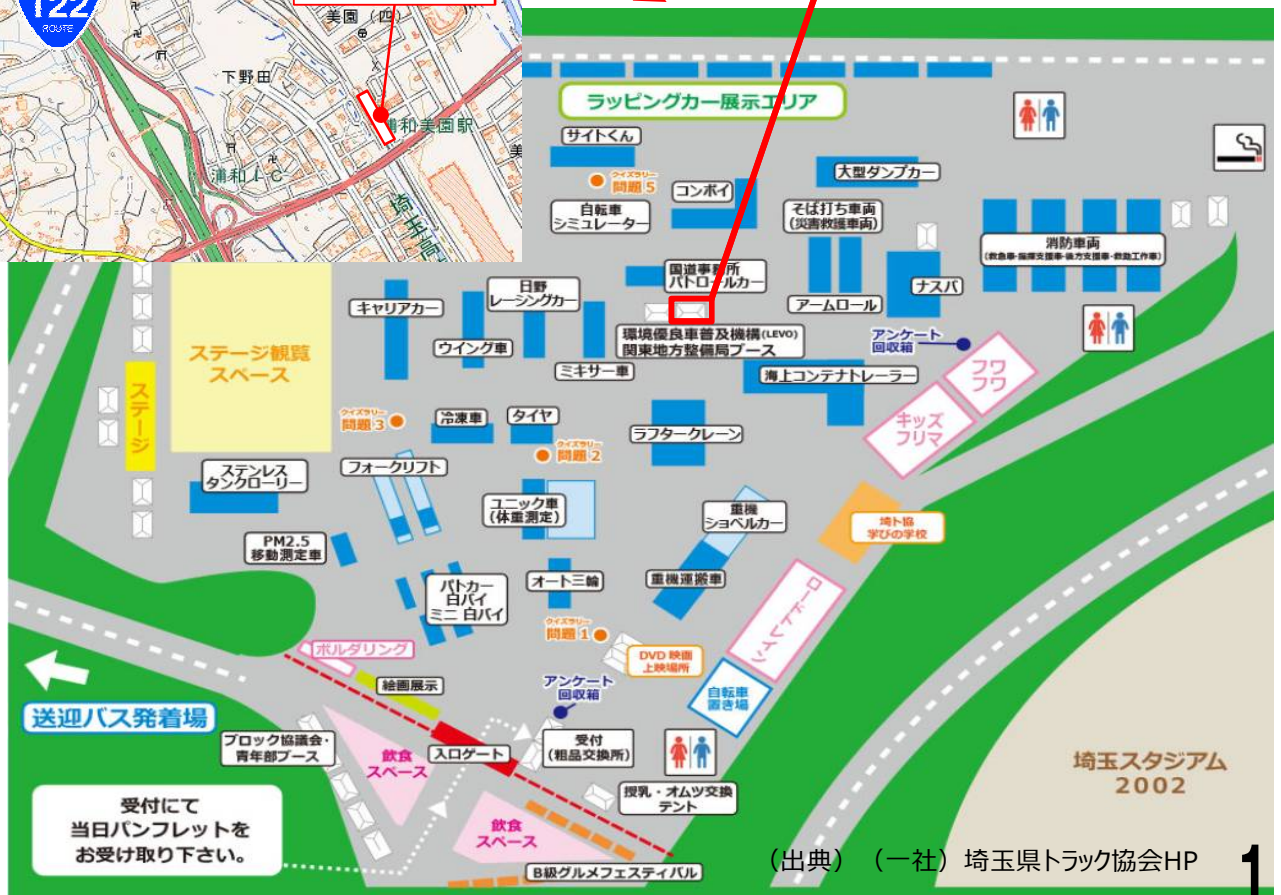 122
ROUTE
美園（四）
下野田
浦和美園駅
浦和IC
埼玉高
美
ラッピングカー展示エリア
サイトくん
クイズラリー
問題5
自転車
シミュレーター
コンボイ
大型ダンプカー
そば打ち車両
(災害救護車両)
消防車両
(救急車・指揮支援車・後方支援車・救助工作車)
国道事務所
パトロールカー
アームロール
ナスバ
キャリアカー
日野
レーシングカー
ウイング車
ミキサー車
環境優良車普及機構(LEVO)
関東地方整備局ブース
海上コンテナトレーラー
アンケート
回収箱
フワ
フワ
キッズ
フリマ
ステージ観覧
スペース
ステージ
クイズラリー
問題3
冷凍車
タイヤ
クイズラリー
問題2
ラフタークレーン
ステンレス
タンクローリー
フォークリフト
ユニック車
(体重測定)
重機
ショベルカー
埼ト協
学びの学校
PM2.5
移動測定車
パトカー
白バイ
ミニ 白バイ
オート三輪
重機運搬車
ロードトレイン
クイズラリー
問題1
DVD 映画
上映場所
自転車
置き場
ボルダリング
絵画展示
アンケート
回収箱
送迎バス発着場
ブロック協議会・
青年部ブース
飲食
スペース
入口ゲート
受付
(粗品交換所)
授乳・オムツ交換
テント
飲食
スペース
B級グルメフェスティバル
受付にて
当日パンフレットを
お受け取り下さい。
埼玉スタジアム
2002
（出典）（一社）埼玉県トラック協会HP
1